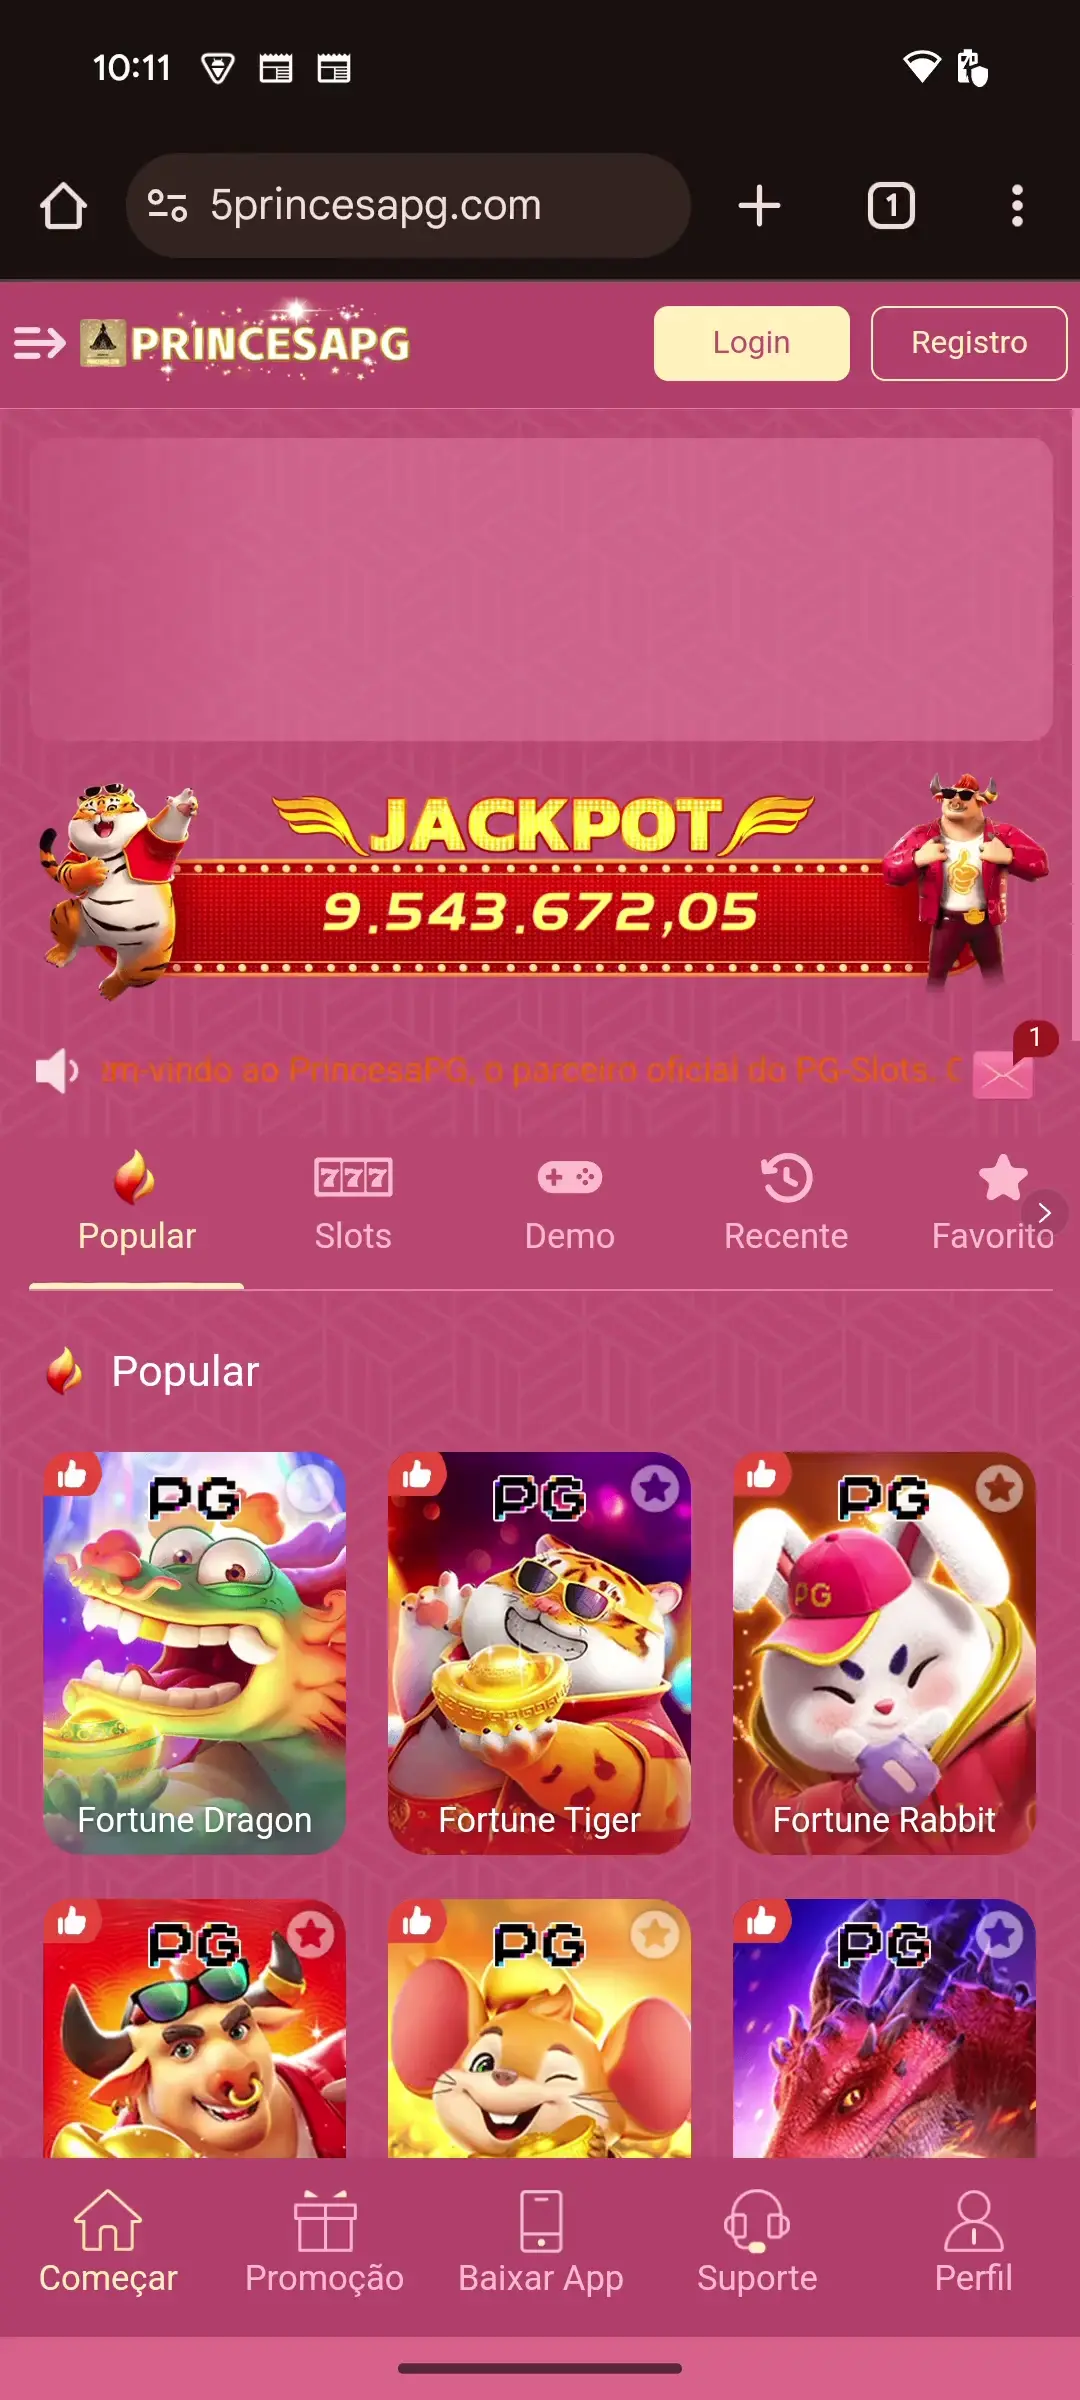 10:11
5princesapg.com
1
PRINCESAPG
Login
Registro
JACKPOT
9.543.672,05
1
m-vindo ao PrincesaPG, o parceiro oficial do PG-Slots.
777
Popular
Slots
Demo
Recente
Favorito
Popular
PG
PG
PG
PG
Fortune Dragon
Fortune Tiger
Fortune Rabbit
PG
PG
PG
Começar
Promoção
Baixar App
Suporte
Perfil